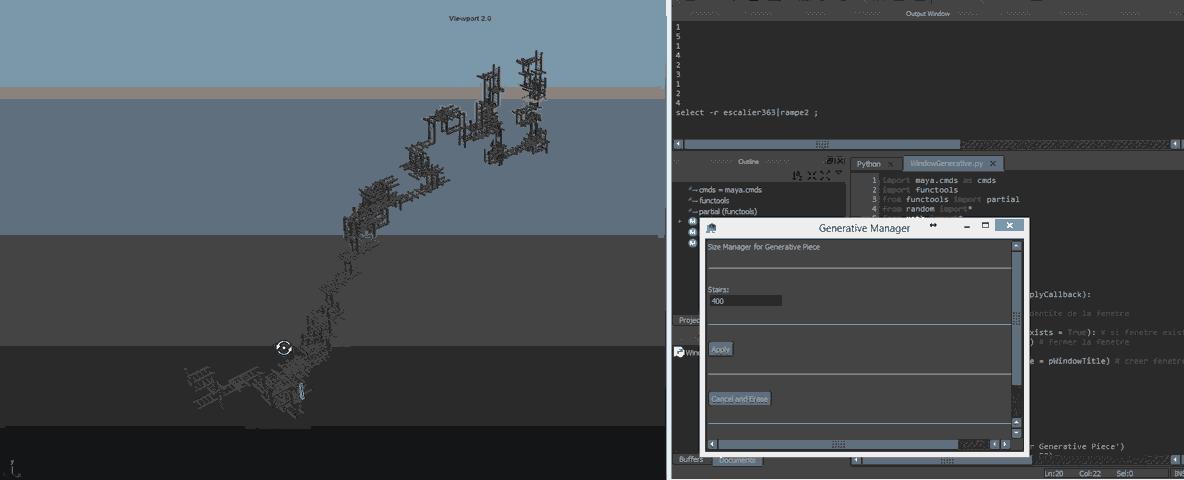 Viewport 2.0
Output Window
1
5
1
4
2
3
1
2
4
select -r escalier363|rampe2 ;
Outline
cmds = maya.cmds
functools
partial (functools)
Python
WindowGenerative.py
1 import maya.cmds as cmds
2 import functools
3 from functools import partial
4 from random import*
Generative Manager
Size Manager for Generative Piece
Stairs:
400
Apply
Cancel and Erase
plyCallback):
dentite de la fenetre
xists = True): # si fenetre exist
) # fermer la fenetre
e = pWindowTitle) # creer fenetre
r Generative Piece')
Projec
Wind
Buffers
Documents
Ln:20
Col:22
Sel:0
INS
y